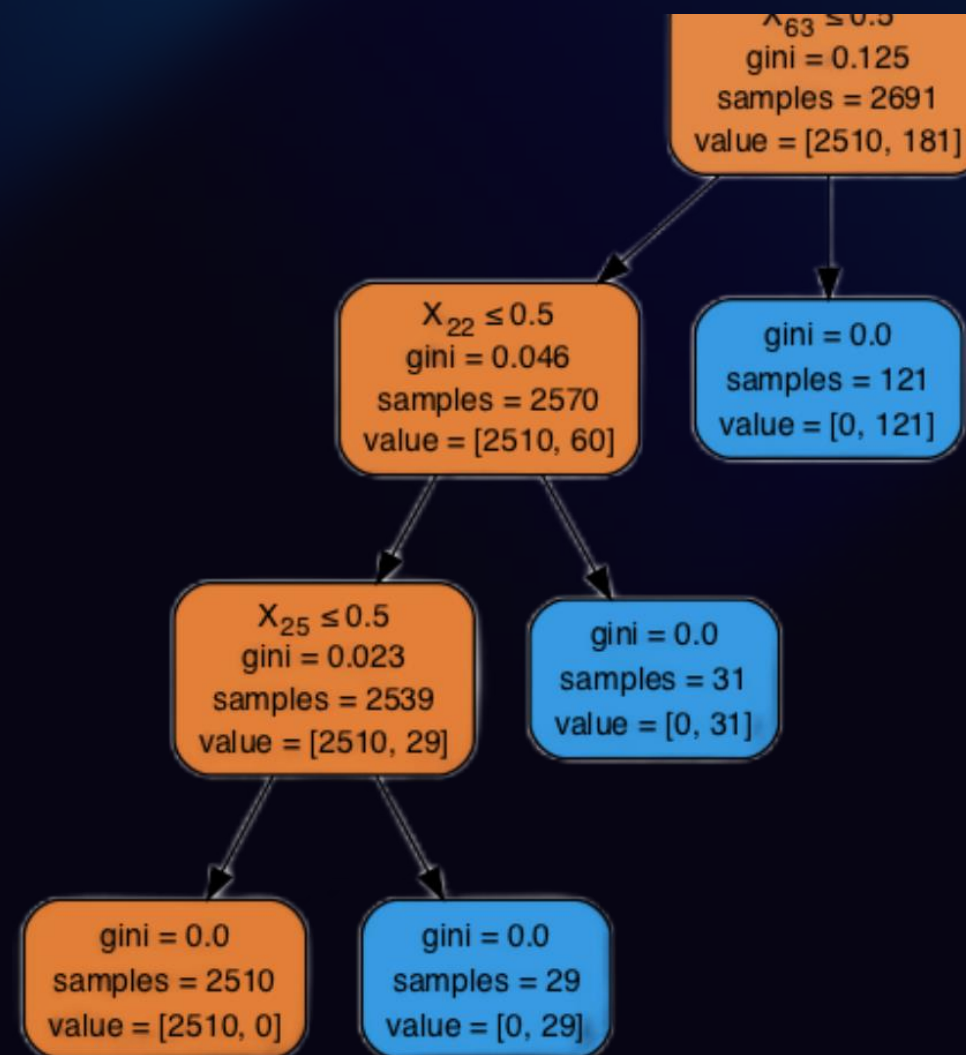 X63 ≤ 0.5
gini = 0.125
samples = 2691
value = [2510, 181]
X22 ≤ 0.5
gini = 0.046
samples = 2570
value = [2510, 60]
gini = 0.0
samples = 121
value = [0, 121]
X25 ≤ 0.5
gini = 0.023
samples = 2539
value = [2510, 29]
gini = 0.0
samples = 31
value = [0, 31]
gini = 0.0
samples = 2510
value = [2510, 0]
gini = 0.0
samples = 29
value = [0, 29]